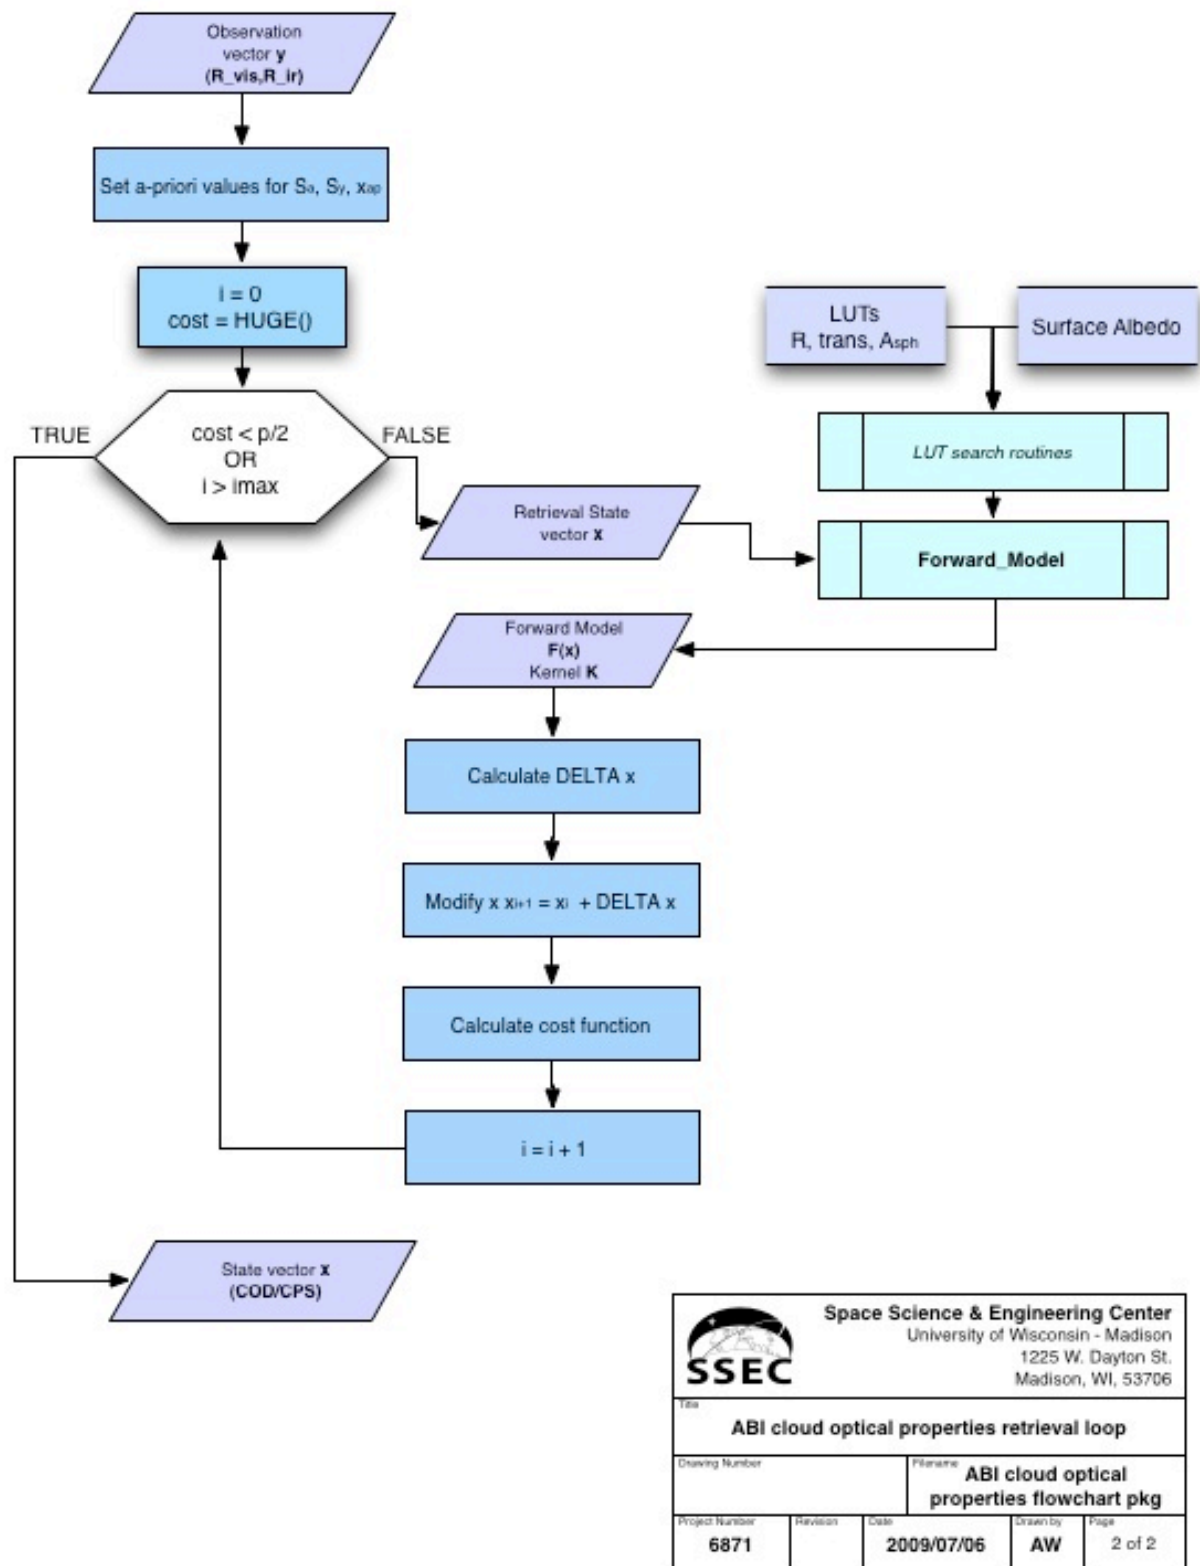 Observation
vector y
(R_vis,R_ir)
Set a-priori values for Sa, Sy, xap
i = 0
cost = HUGE()
LUTs
R, trans, Asph
Surface Albedo
TRUE
cost < p/2
OR
i > imax
FALSE
LUT search routines
Retrieval State
vector x
Forward_Model
Forward Model
F(x)
Kernel K
Calculate DELTA x
Modify x xi+1 = xi + DELTA x
Calculate cost function
i = i + 1
State vector x
(COD/CPS)
SSEC
Space Science & Engineering Center
University of Wisconsin - Madison
1225 W. Dayton St.
Madison, WI, 53706
Title
ABI cloud optical properties retrieval loop
Drawing Number
Filename
ABI cloud optical
properties flowchart pkg
Project Number
6871
Revision
Date
2009/07/06
Drawn by
AW
Page
2 of 2